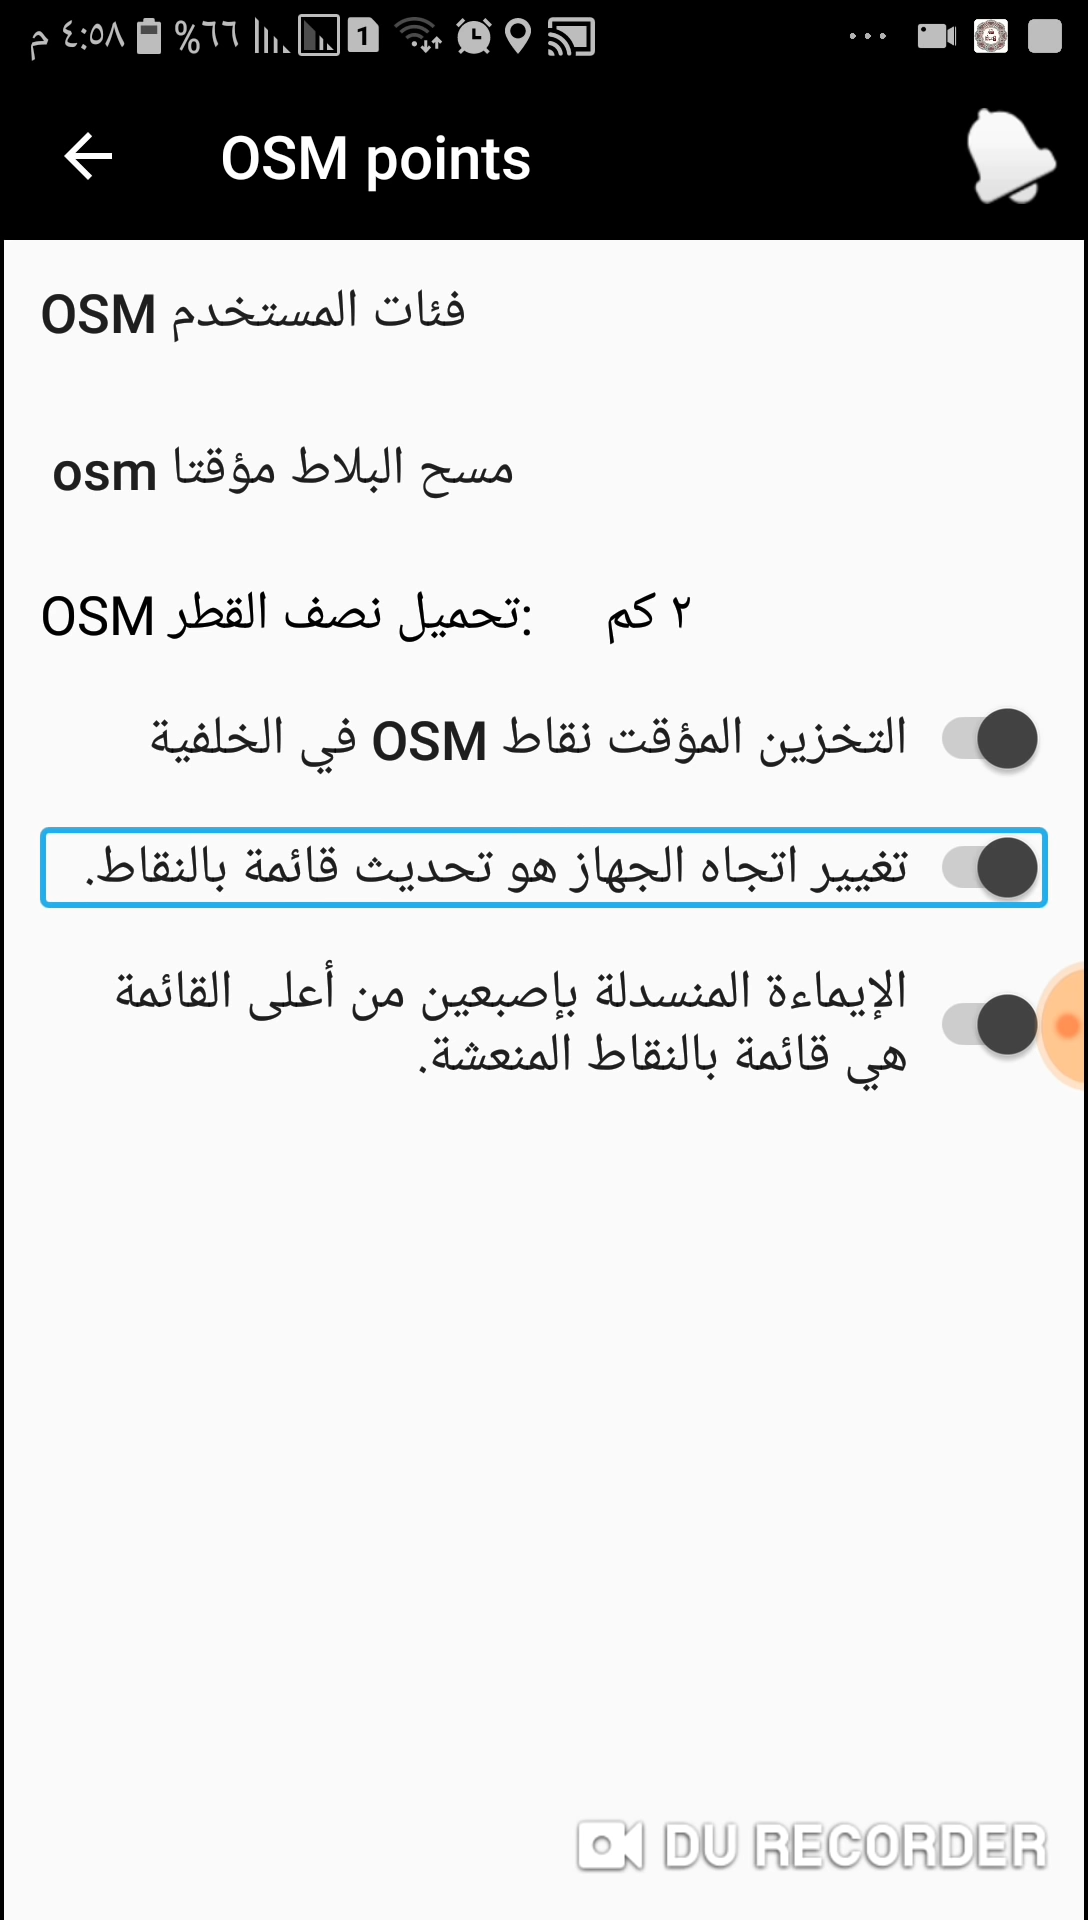 ٤:٥٨ م ٦٦% 1
OSM points
فئات المستخدم OSM
مسح البلاط مؤقتا osm
تحميل نصف القطر OSM: ٢ كم
التخزين المؤقت نقاط OSM في الخلفية
تغيير اتجاه الجهاز هو تحديث قائمة بالنقاط.
الإيماءة المنسدلة بإصبعين من أعلى القائمة
هي قائمة بالنقاط المنعشة.
DU RECORDER